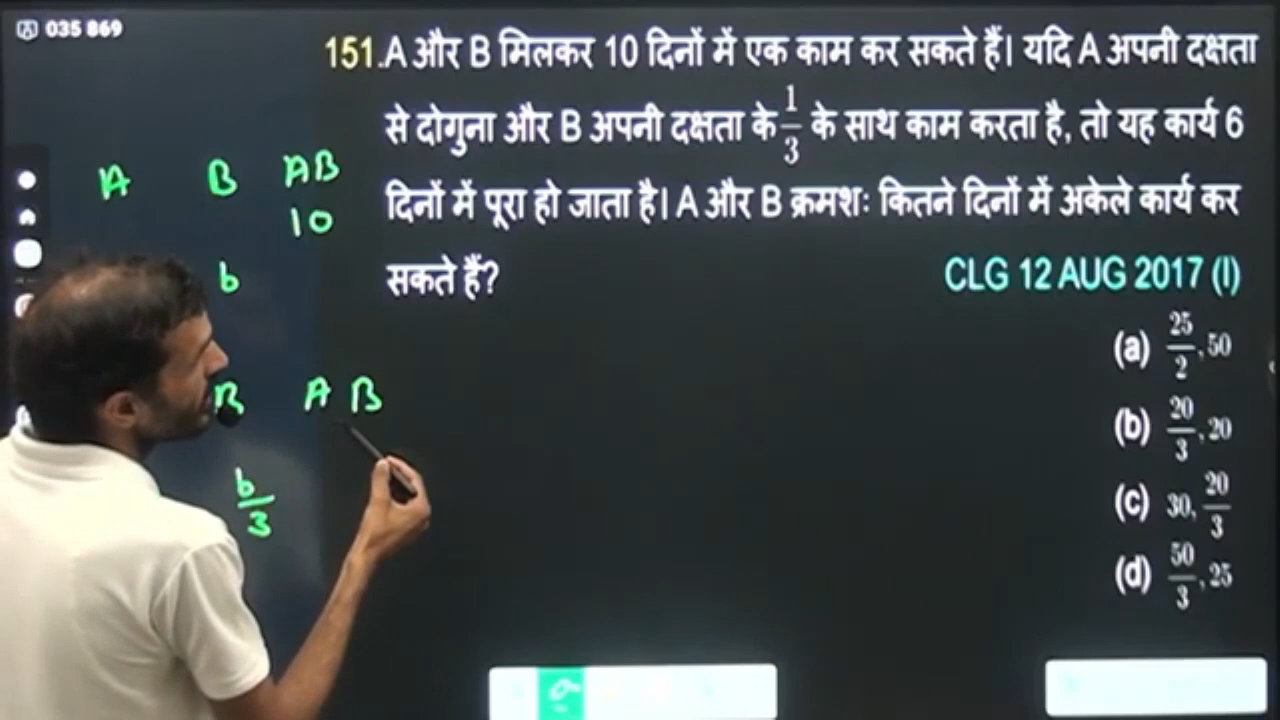 035 869
151.A और B मिलकर 10 दिनों में एक काम कर सकते हैं। यदि A अपनी दक्षता
से दोगुना और B अपनी दक्षता के 1/3 के साथ काम करता है, तो यह कार्य 6
दिनों में पूरा हो जाता है। A और B क्रमशः कितने दिनों में अकेले कार्य कर
सकते हैं?
CLG 12 AUG 2017 (I)
(a) 25/2, 50
(b) 20/3, 20
(c) 30, 20/3
(d) 50/3, 25
A B AB
10
b
B A B
b/3